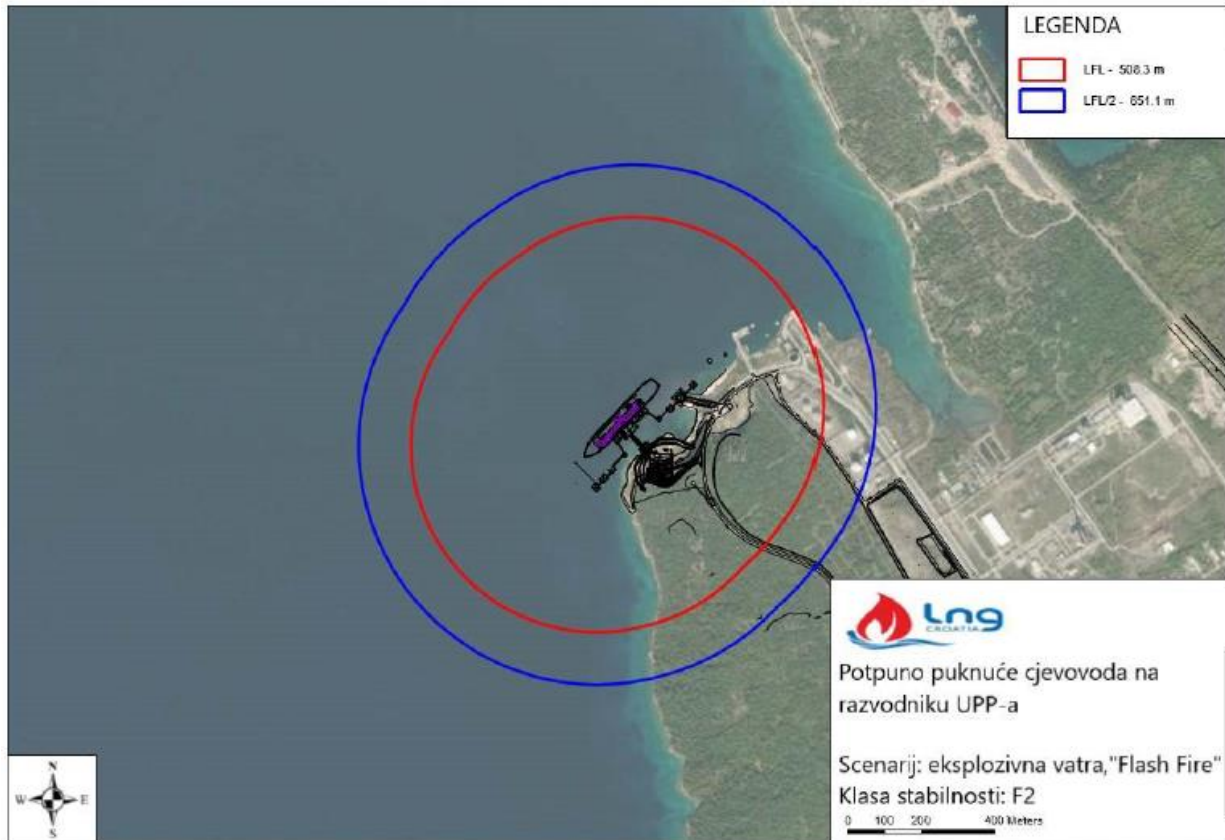 LEGENDA
LFL - 508.3 m
LFL/2 - 651.1 m
Lng
CROATIA
Potpuno puknuće cjevovoda na
razvodniku UPP-a
Scenarij: eksplozivna vatra,"Flash Fire"
Klasa stabilnosti: F2
0 100 200 400 Meters
N
W E
S